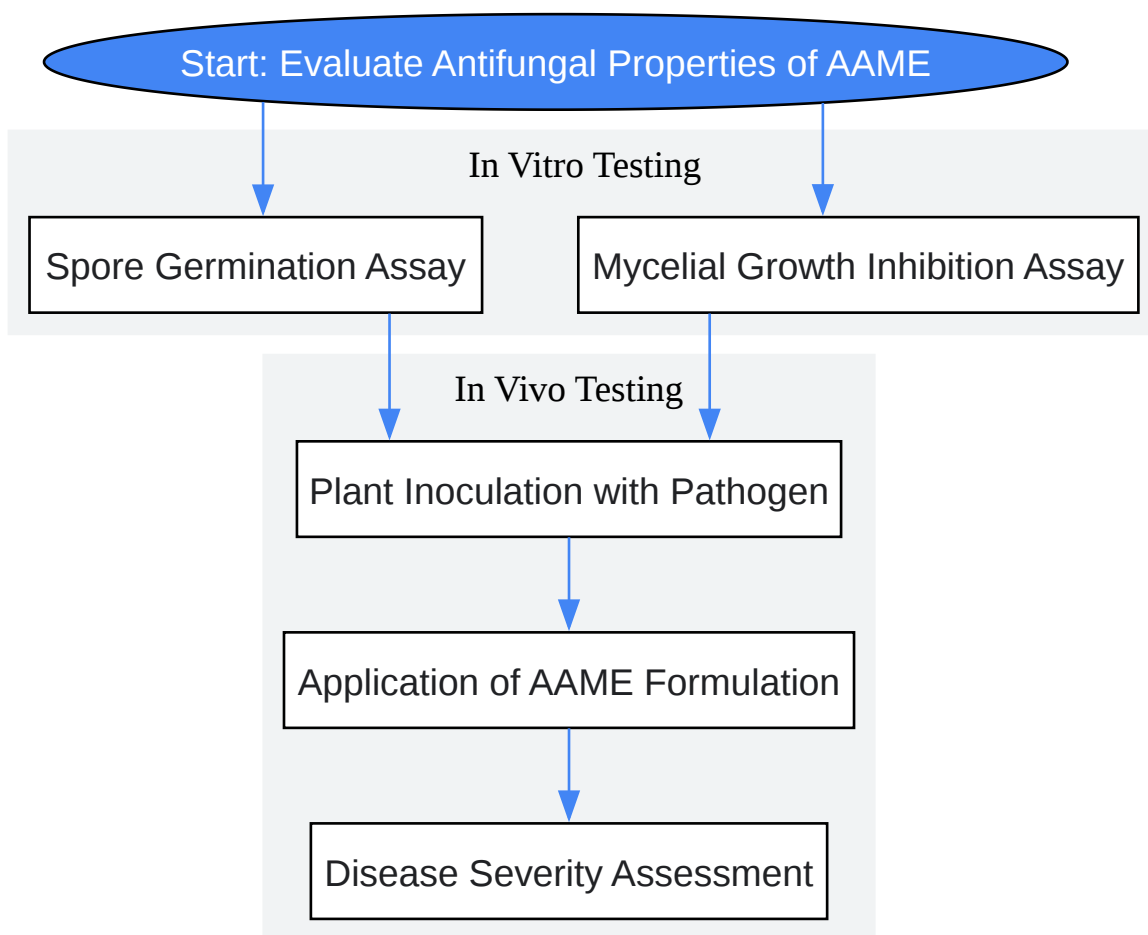 Start: Evaluate Antifungal Properties of AAME
In Vitro Testing
Spore Germination Assay
Mycelial Growth Inhibition Assay
In Vivo Testing
Plant Inoculation with Pathogen
Application of AAME Formulation
Disease Severity Assessment